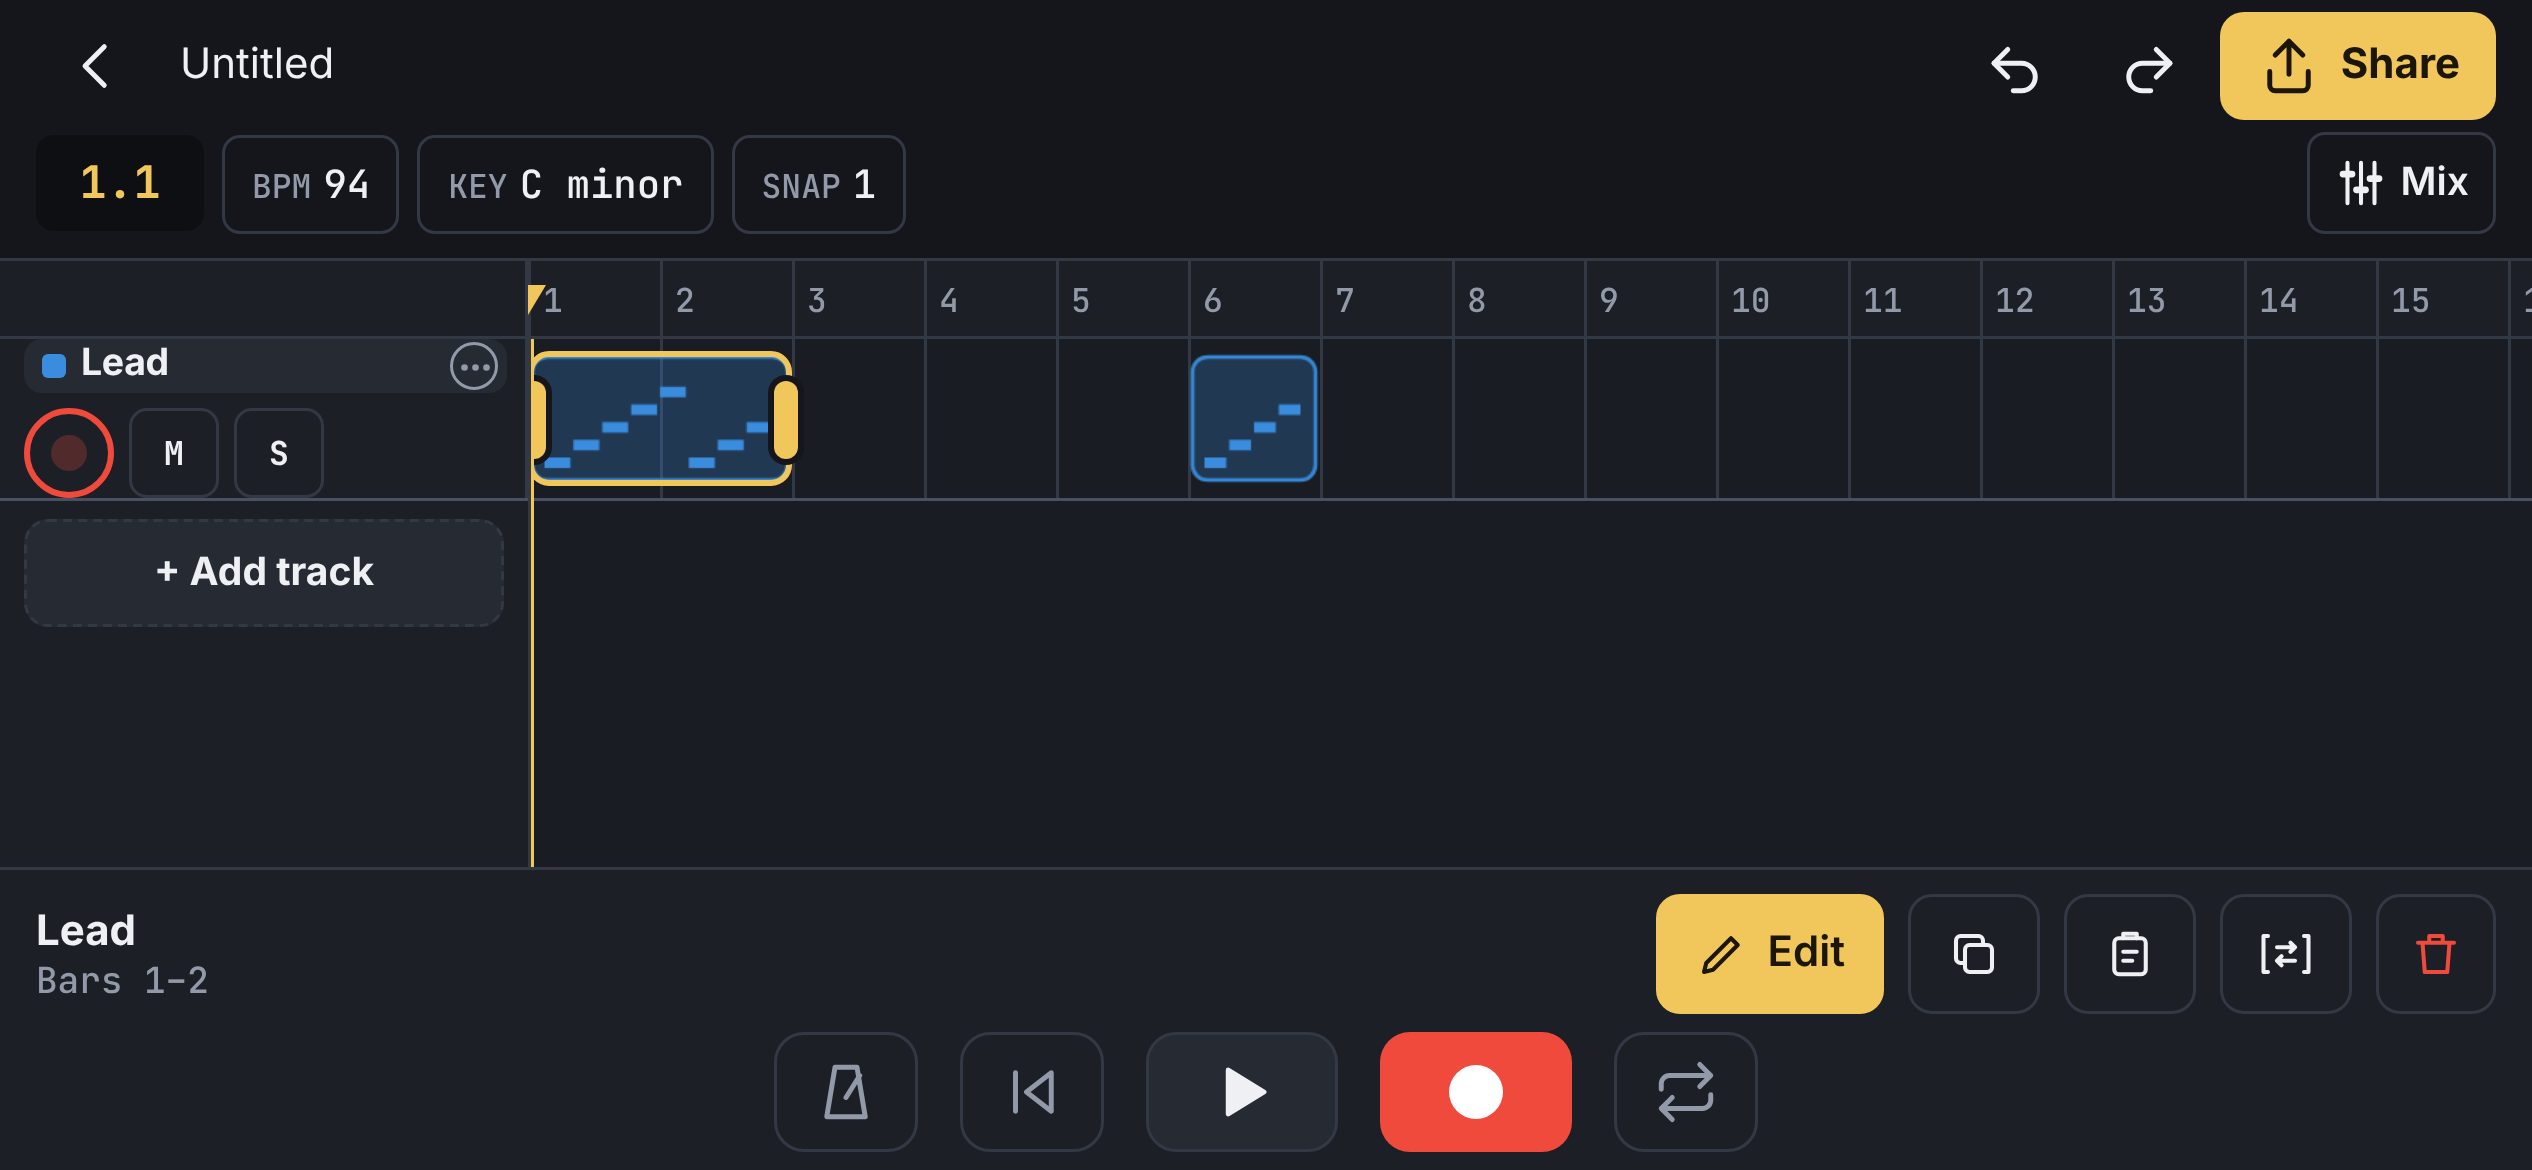 Untitled
Share
1.1
BPM 94
KEY C minor
SNAP 1
Mix
1 2 3 4 5 6 7 8 9 10 11 12 13 14 15
Lead
M S
+ Add track
Lead
Bars 1–2
Edit